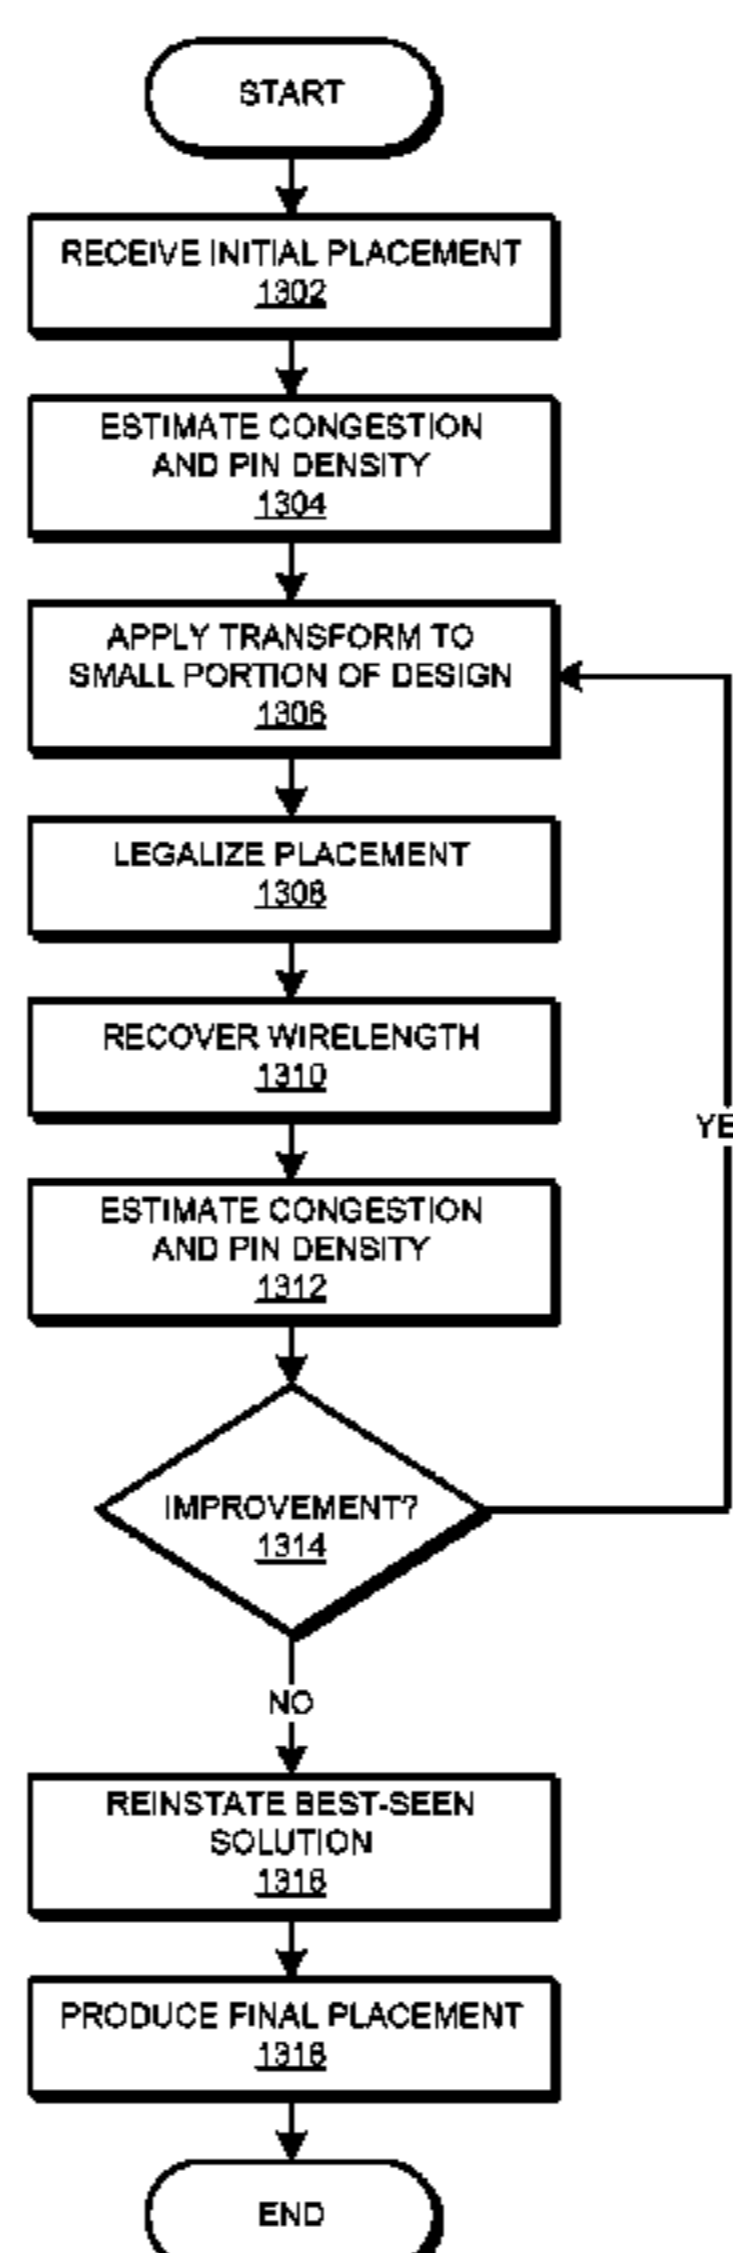 START
RECEIVE INITIAL PLACEMENT
1302
ESTIMATE CONGESTION
AND PIN DENSITY
1304
APPLY TRANSFORM TO
SMALL PORTION OF DESIGN
1306
LEGALIZE PLACEMENT
1308
RECOVER WIRELENGTH
1310
YE
ESTIMATE CONGESTION
AND PIN DENSITY
1312
IMPROVEMENT?
1314
NO
REINSTATE BEST-SEEN
SOLUTION
1316
PRODUCE FINAL PLACEMENT
1318
END